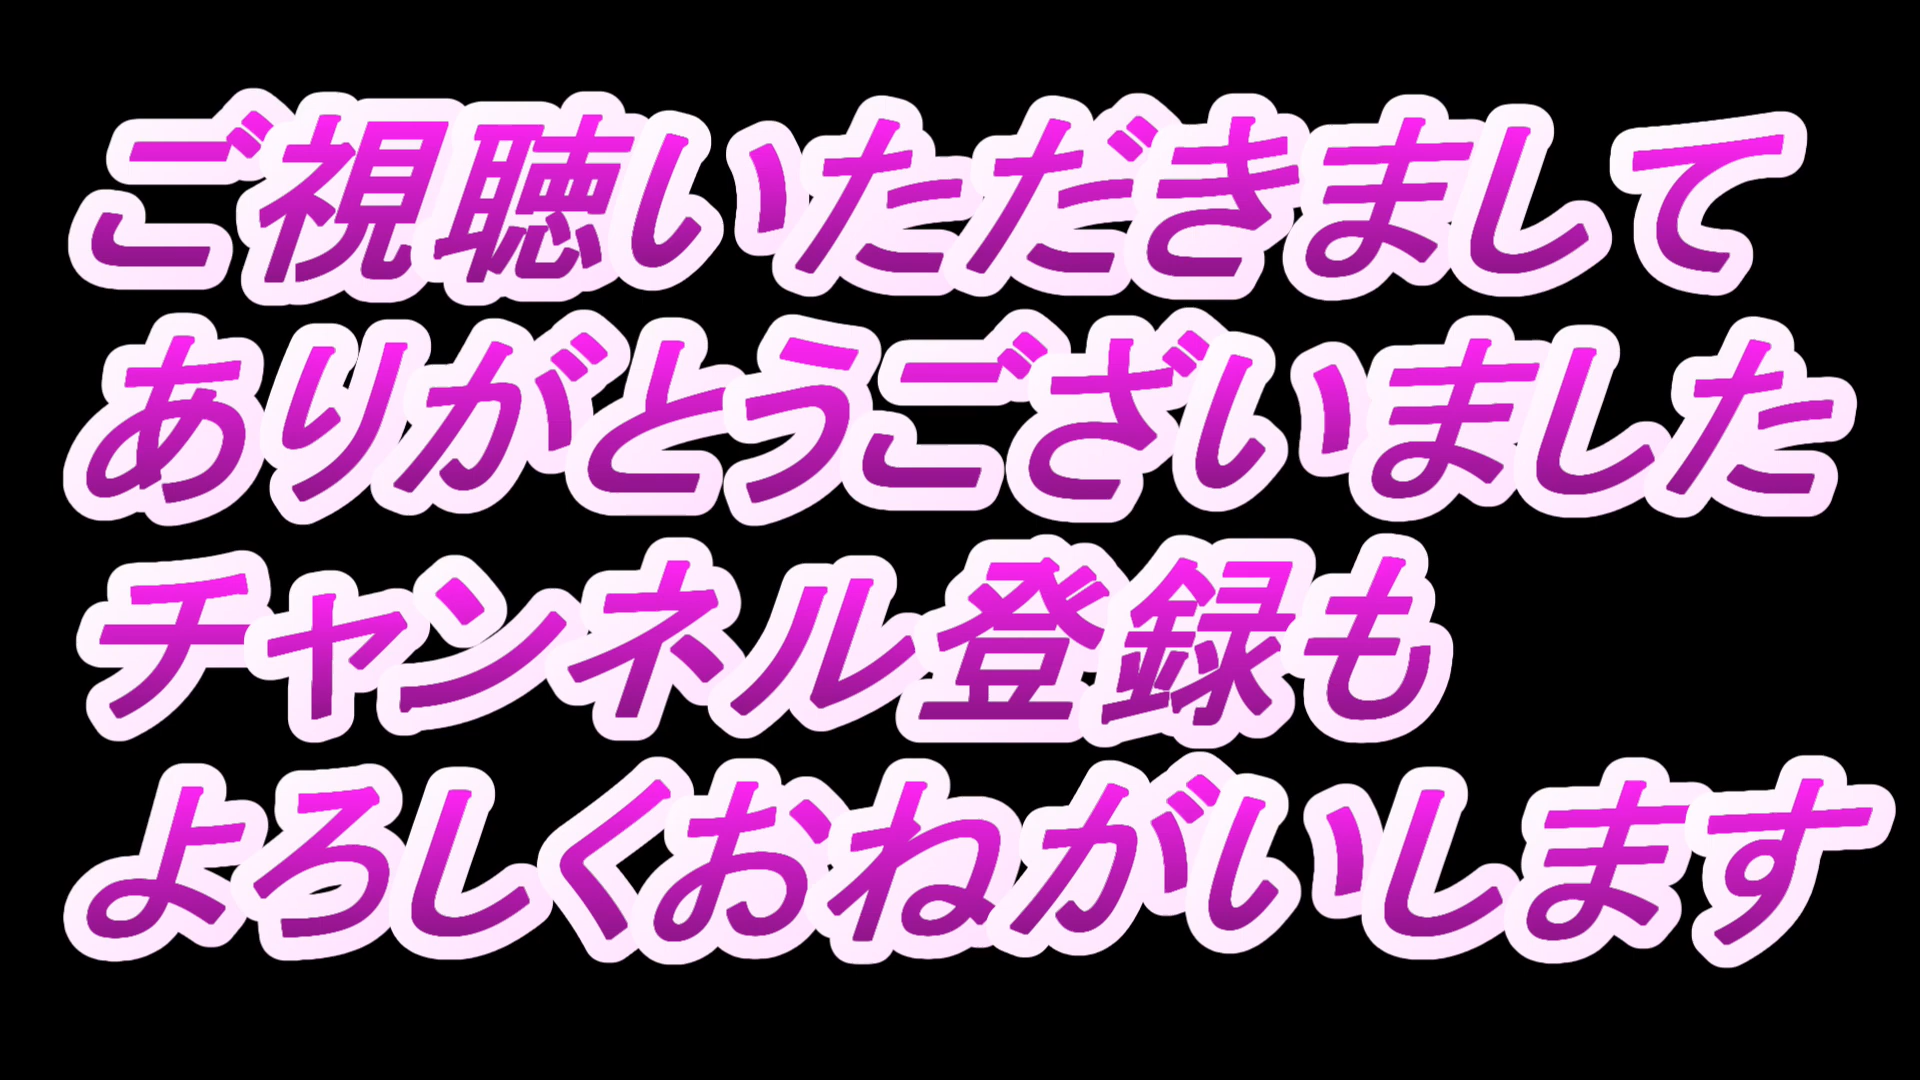 ご視聴いただきまして
ありがとうございました
チャンネル登録も
よろしくおねがいします